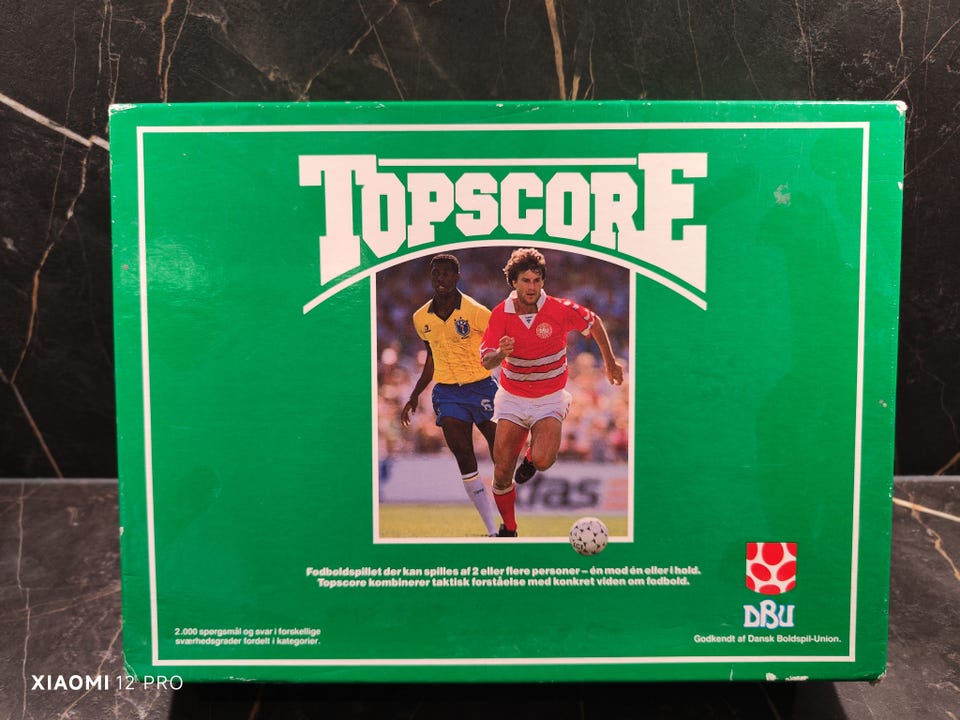 TOPSCORE
fas
Fodboldspillet der kan spilles af 2 eller flere personer – én mod én eller i hold.
Topscore kombinerer taktisk forståelse med konkret viden om fodbold.
DBU
2.000 spørgsmål og svar i forskellige
sværhedsgrader fordelt i kategorier.
Godkendt af Dansk Boldspil-Union.
XIAOMI 12 PRO